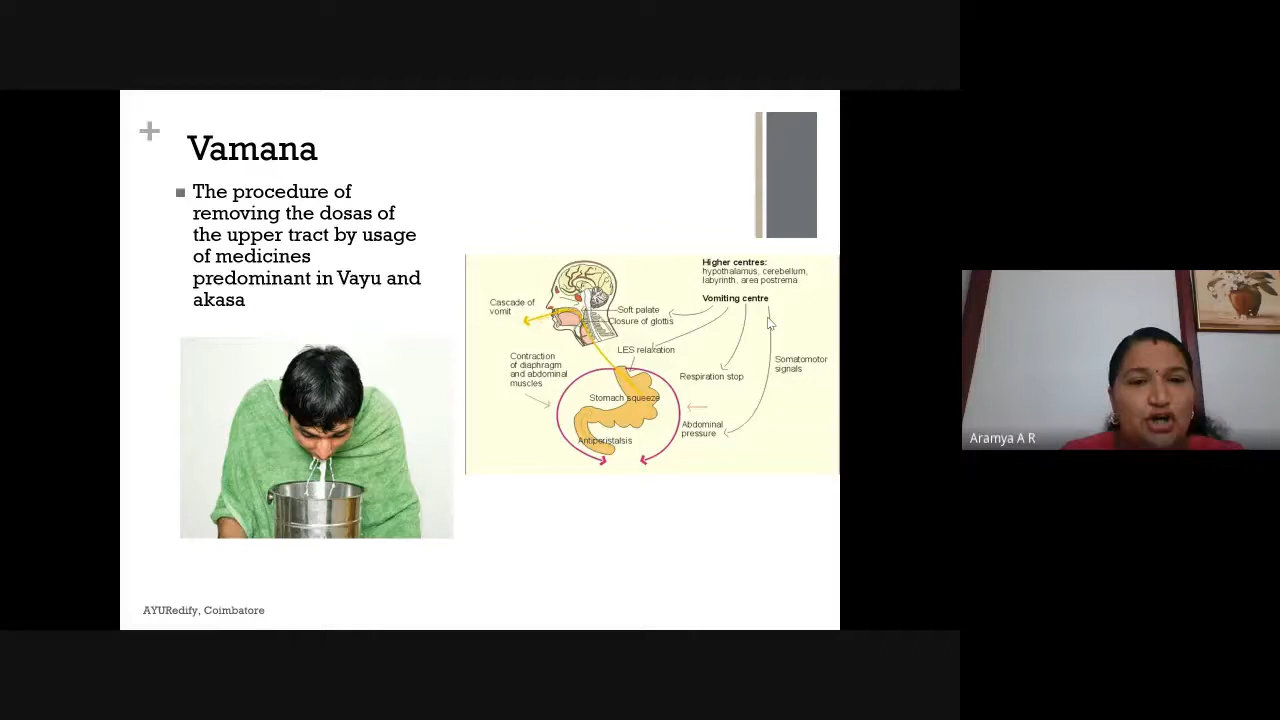 +
Vamana
The procedure of
removing the dosas of
the upper tract by usage
of medicines
predominant in Vayu and
akasa
Higher centres:
hypothalamus, cerebellum,
labyrinth, area postrema
Vomiting centre
Cascade of
vomit
Soft palate
Closure of glottis
LES relaxation
Contraction
of diaphragm
and abdominal
muscles
Respiration stop
Somatomotor
signals
Stomach squeeze
Abdominal
pressure
Antiperistalsis
AYURedify, Coimbatore
Aramya A R